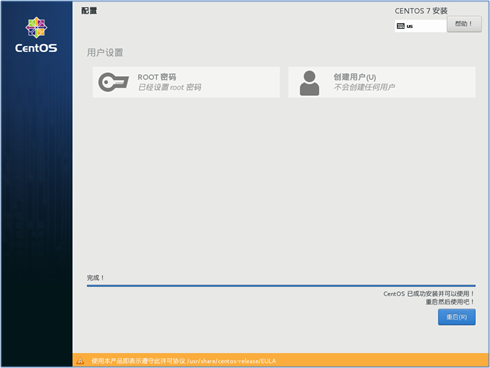 配置
CENTOS 7 安装
us
帮助！
CentOS
用户设置
ROOT 密码
已经设置 root 密码
创建用户(U)
不会创建任何用户
完成！
CentOS 已成功安装并可以使用！
重启然后使用吧！
重启(R)
使用本产品即表示遵守此许可协议 /usr/share/centos-release/EULA